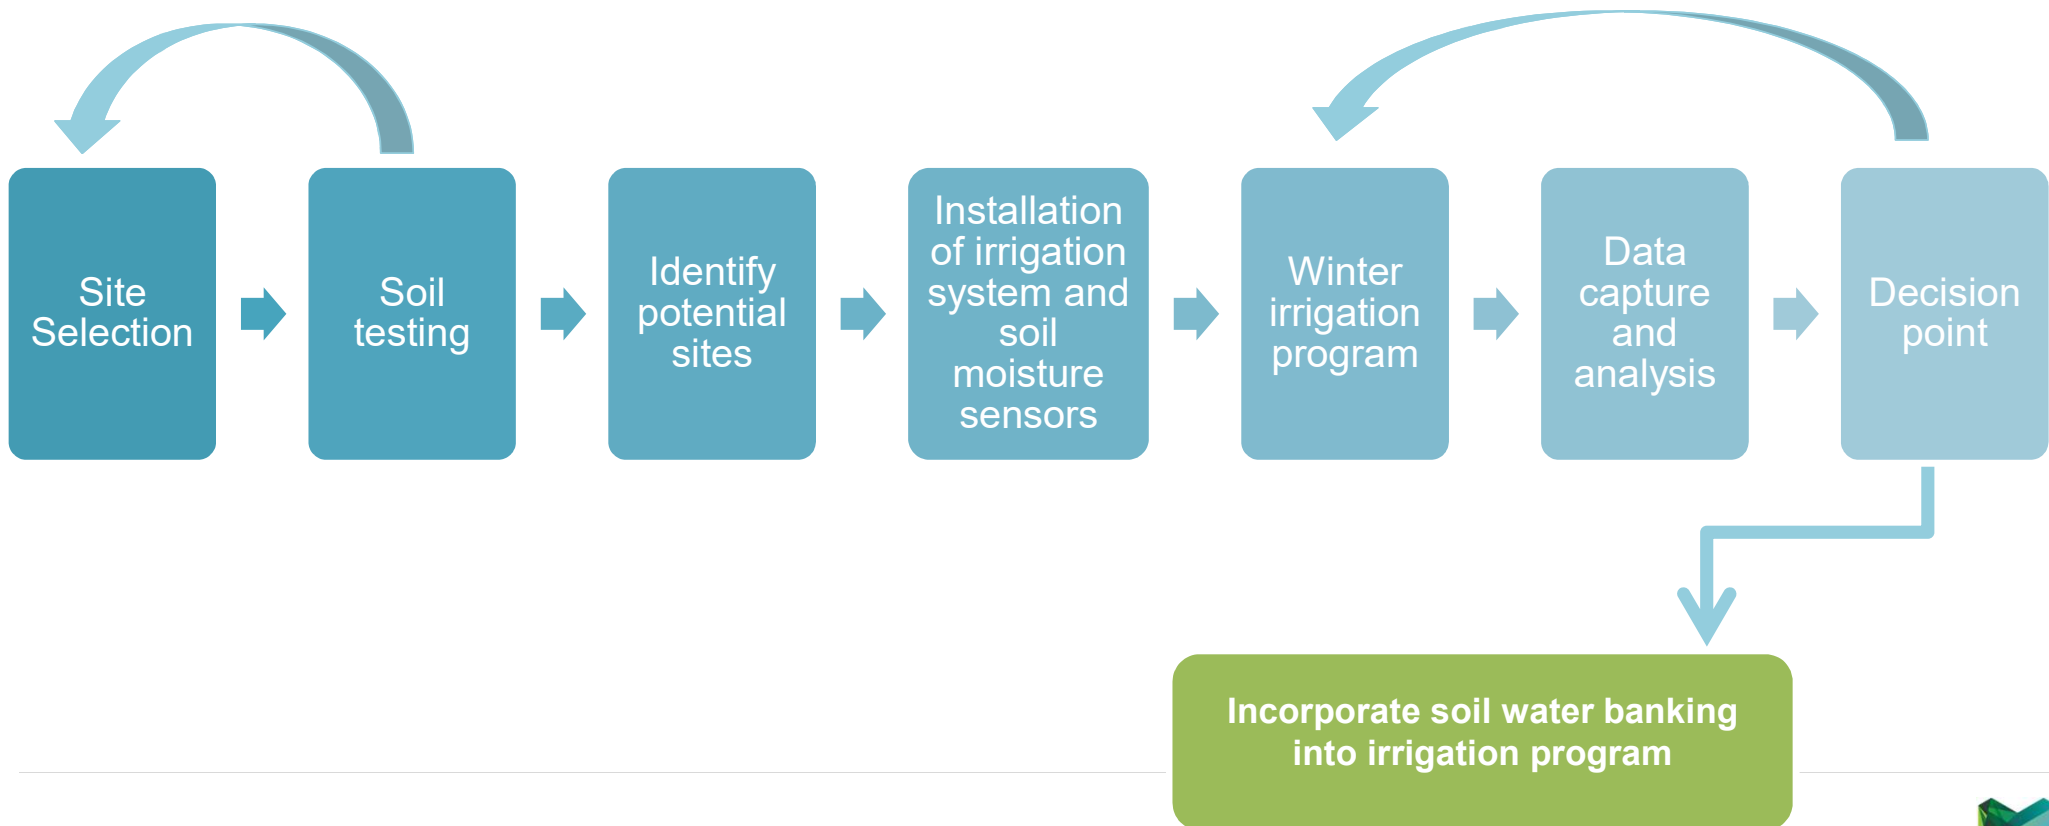 Site
Selection
Soil
testing
Identify
potential
sites
Installation
of irrigation
system and
soil
moisture
sensors
Winter
irrigation
program
Data
capture
and
analysis
Decision
point
Incorporate soil water banking
into irrigation program